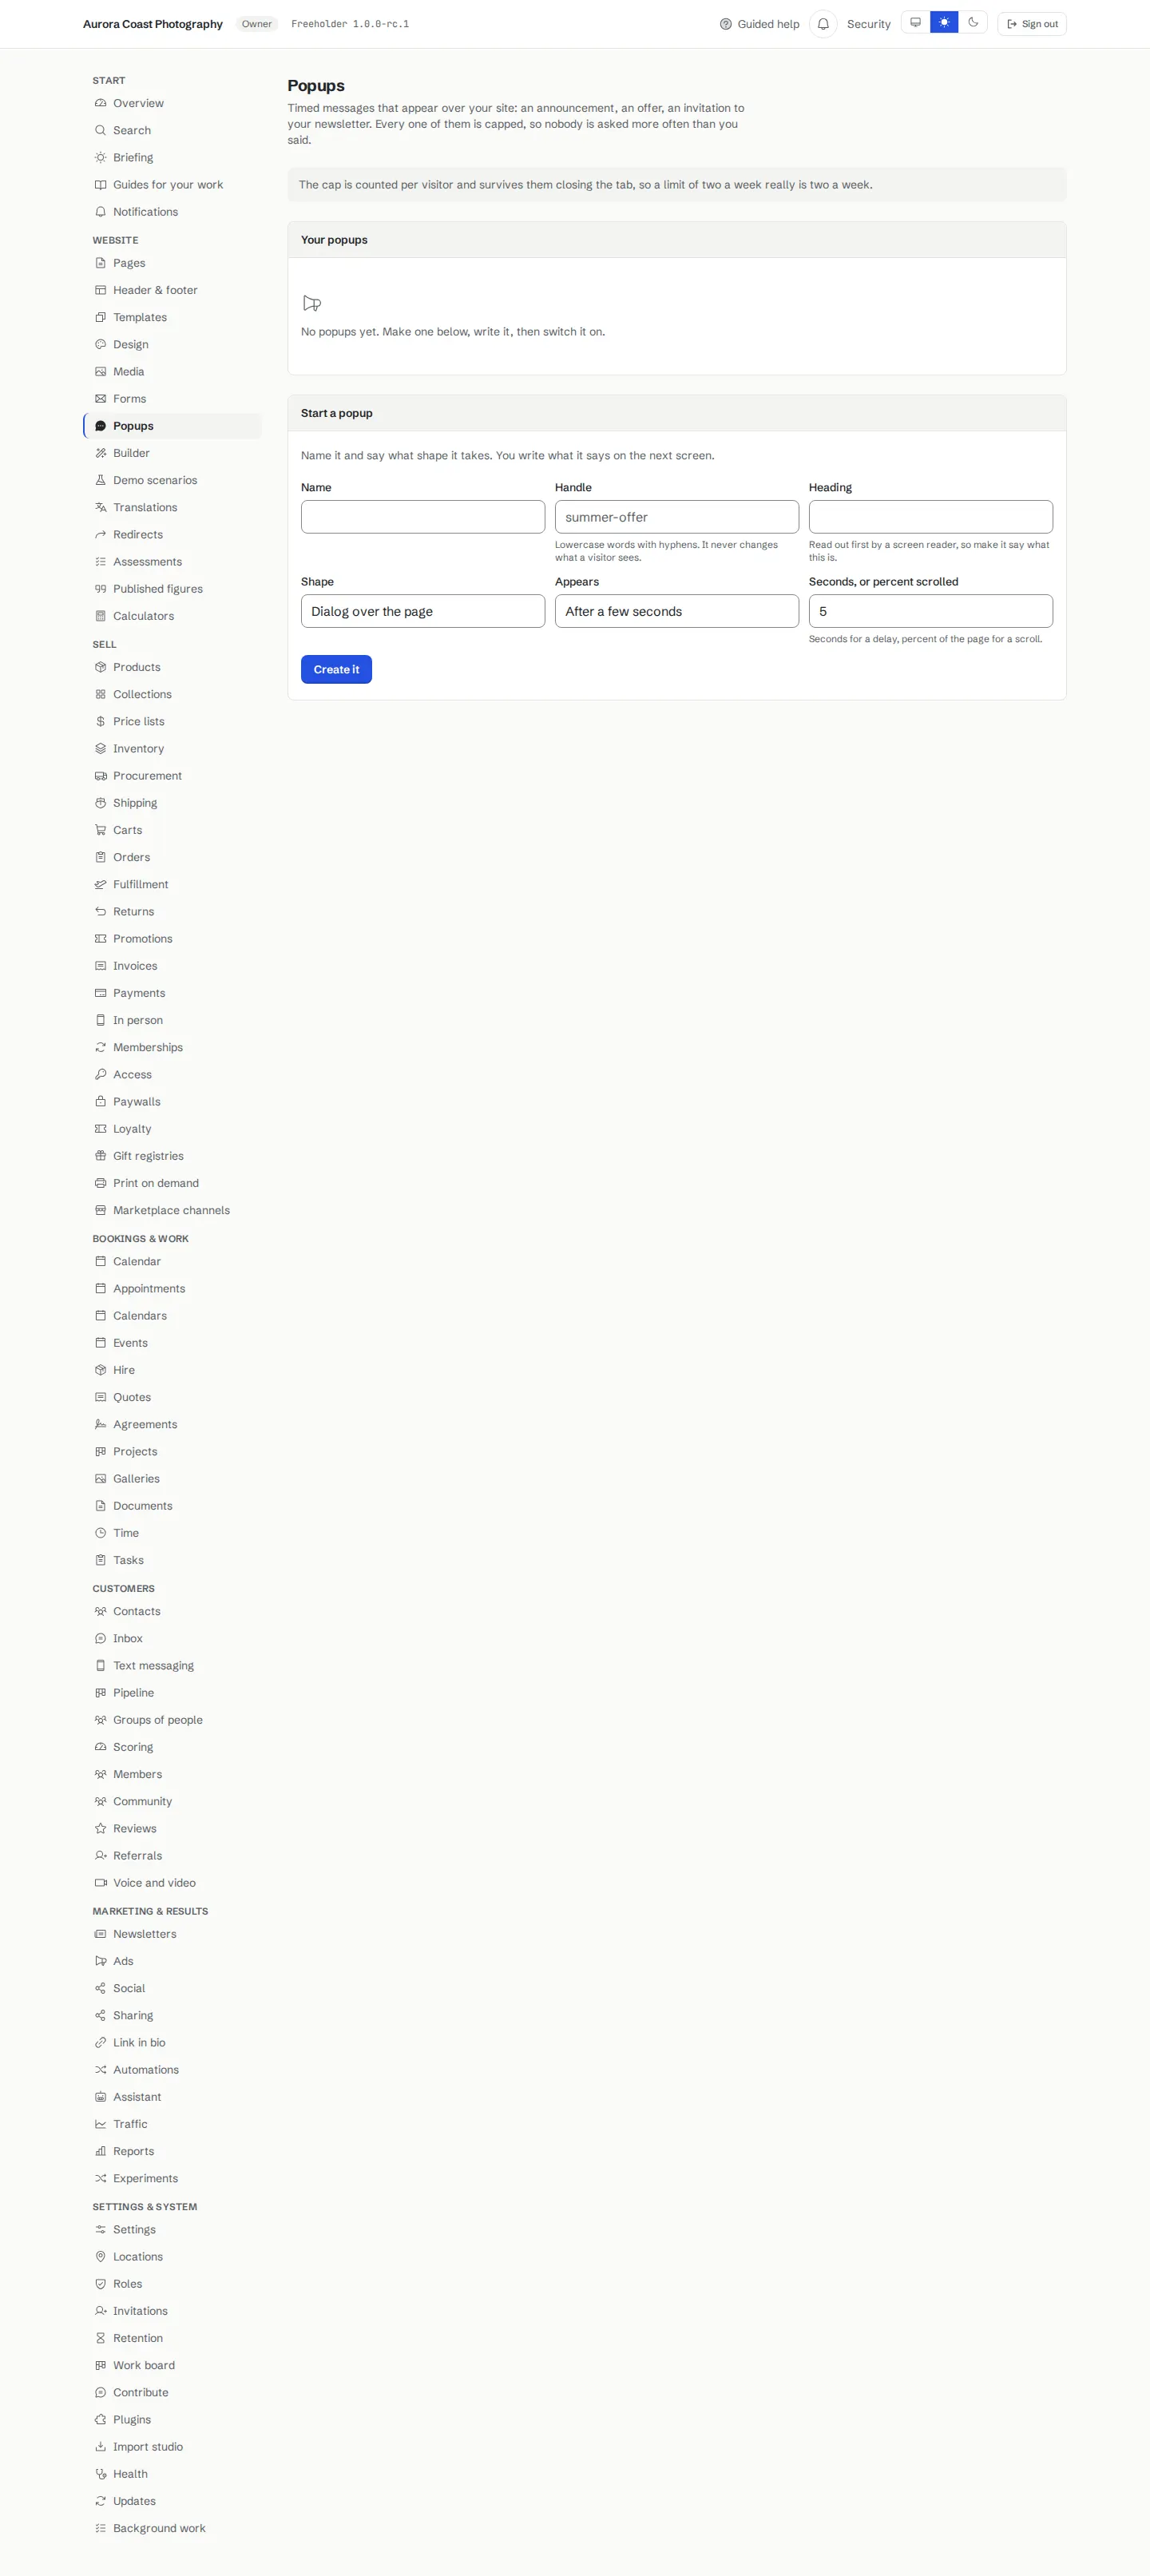 Aurora Coast Photography
Owner
Freeholder 1.0.0-rc.1
Guided help
Security
Sign out
START
Overview
Search
Briefing
Guides for your work
Notifications
WEBSITE
Pages
Header & footer
Templates
Design
Media
Forms
Popups
Builder
Demo scenarios
Translations
Redirects
Assessments
Published figures
Calculators
SELL
Products
Collections
Price lists
Inventory
Procurement
Shipping
Carts
Orders
Fulfillment
Returns
Promotions
Invoices
Payments
In person
Memberships
Access
Paywalls
Loyalty
Gift registries
Print on demand
Marketplace channels
BOOKINGS & WORK
Calendar
Appointments
Calendars
Events
Hire
Quotes
Agreements
Projects
Galleries
Documents
Time
Tasks
CUSTOMERS
Contacts
Inbox
Text messaging
Pipeline
Groups of people
Scoring
Members
Community
Reviews
Referrals
Voice and video
MARKETING & RESULTS
Newsletters
Ads
Social
Sharing
Link in bio
Automations
Assistant
Traffic
Reports
Experiments
SETTINGS & SYSTEM
Settings
Locations
Roles
Invitations
Retention
Work board
Contribute
Plugins
Import studio
Health
Updates
Background work
Popups
Timed messages that appear over your site: an announcement, an offer, an invitation to
your newsletter. Every one of them is capped, so nobody is asked more often than you
said.
The cap is counted per visitor and survives them closing the tab, so a limit of two a week really is two a week.
Your popups
No popups yet. Make one below, write it, then switch it on.
Start a popup
Name it and say what shape it takes. You write what it says on the next screen.
Name
Handle
summer-offer
Lowercase words with hyphens. It never changes
what a visitor sees.
Heading
Read out first by a screen reader, so make it say what
this is.
Shape
Dialog over the page
Appears
After a few seconds
Seconds, or percent scrolled
5
Seconds for a delay, percent of the page for a scroll.
Create it